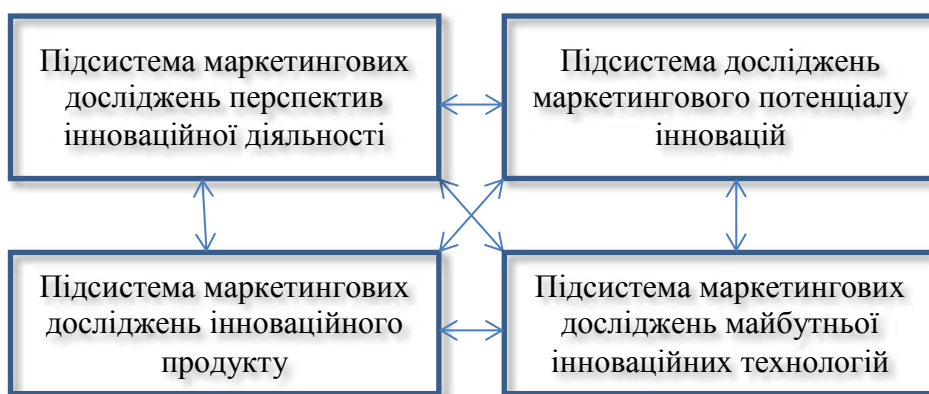 Підсистема маркетингових
досліджень перспектив
інноваційної діяльності
Підсистема досліджень
маркетингового потенціалу
інновацій
Підсистема маркетингових
досліджень інноваційного
продукту
Підсистема маркетингових
досліджень майбутньої
інноваційних технологій